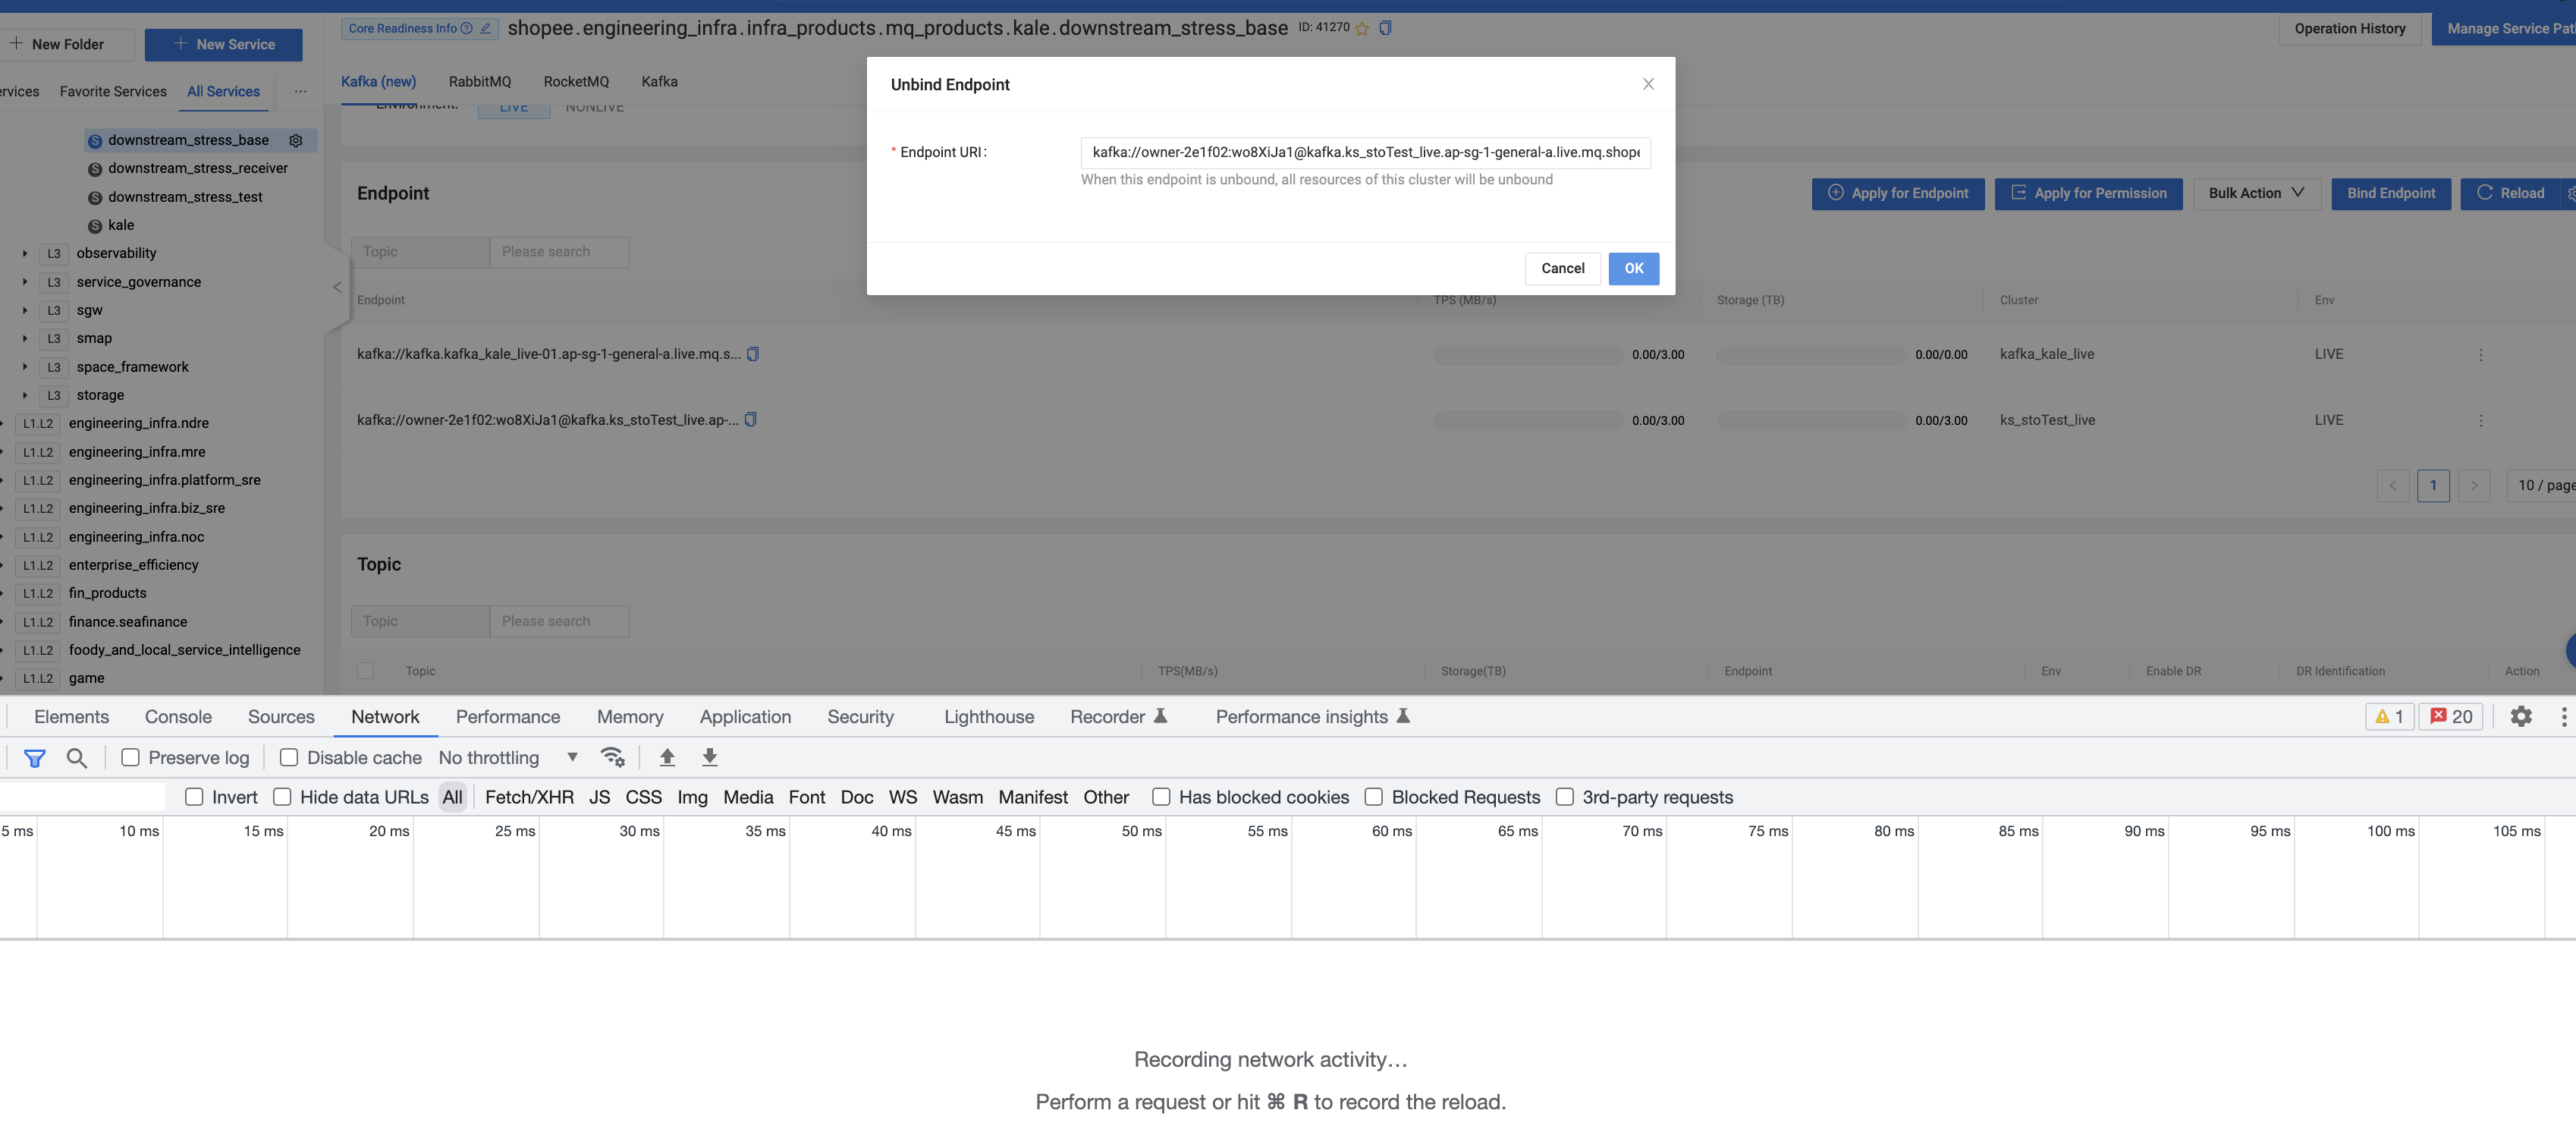 Core Readiness Info shopee.engineering_infra.infra_products.mq_products.kale.downstream_stress_base ID: 41270
Operation History
Manage Service Pat
New Folder
New Service
ervices Favorite Services All Services ...
Kafka (new) RabbitMQ RocketMQ Kafka
Environment: LIVE NONLIVE
Unbind Endpoint
* Endpoint URI: kafka://owner-2e1f02:wo8XiJa1@kafka.ks_stoTest_live.ap-sg-1-general-a.live.mq.shope
When this endpoint is unbound, all resources of this cluster will be unbound
Cancel OK
downstream_stress_base
downstream_stress_receiver
downstream_stress_test
kale
L3 observability
L3 service_governance
L3 sgw
L3 smap
L3 space_framework
L3 storage
L1.L2 engineering_infra.ndre
L1.L2 engineering_infra.mre
L1.L2 engineering_infra.platform_sre
L1.L2 engineering_infra.biz_sre
L1.L2 engineering_infra.noc
L1.L2 enterprise_efficiency
L1.L2 fin_products
L1.L2 finance.seafinance
L1.L2 foody_and_local_service_intelligence
L1.L2 game
Endpoint
Apply for Endpoint Apply for Permission Bulk Action Bind Endpoint Reload
Topic Please search
Endpoint TPS (MB/s) Storage (TB) Cluster Env
kafka://kafka.kafka_kale_live-01.ap-sg-1-general-a.live.mq.s... 0.00/3.00 0.00/0.00 kafka_kale_live LIVE
kafka://owner-2e1f02:wo8XiJa1@kafka.ks_stoTest_live.ap-... 0.00/3.00 0.00/3.00 ks_stoTest_live LIVE
< 1 > 10 / page
Topic
Topic Please search
Topic TPS(MB/s) Storage(TB) Endpoint Env Enable DR DR Identification Action
Elements Console Sources Network Performance Memory Application Security Lighthouse Recorder Performance insights 1 20
Preserve log Disable cache No throttling
Invert Hide data URLs All Fetch/XHR JS CSS Img Media Font Doc WS Wasm Manifest Other Has blocked cookies Blocked Requests 3rd-party requests
5 ms 10 ms 15 ms 20 ms 25 ms 30 ms 35 ms 40 ms 45 ms 50 ms 55 ms 60 ms 65 ms 70 ms 75 ms 80 ms 85 ms 90 ms 95 ms 100 ms 105 ms
Recording network activity…
Perform a request or hit ⌘ R to record the reload.